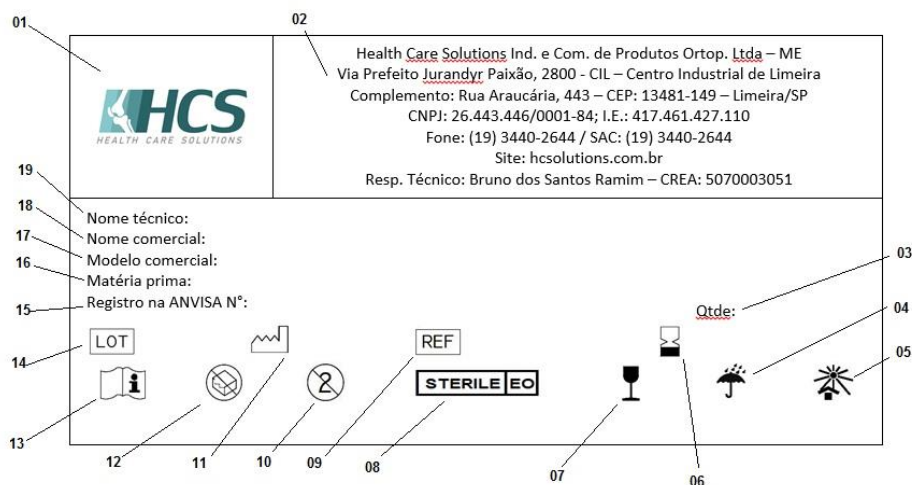 01
02
HCS
HEALTH CARE SOLUTIONS
Health Care Solutions Ind. e Com. de Produtos Ortop. Ltda – ME
Via Prefeito Jurandyr Paixão, 2800 - CIL – Centro Industrial de Limeira
Complemento: Rua Araucária, 443 – CEP: 13481-149 – Limeira/SP
CNPJ: 26.443.446/0001-84; I.E.: 417.461.427.110
Fone: (19) 3440-2644 / SAC: (19) 3440-2644
Site: hcsolutions.com.br
Resp. Técnico: Bruno dos Santos Ramim – CREA: 5070003051
19
Nome técnico:
18
Nome comercial:
17
Modelo comercial:
16
Matéria prima:
15
Registro na ANVISA N°:
03
Qtde:
04
14
LOT
REF
05
2
STERILE EO
13
12
11
10
09
08
07
06